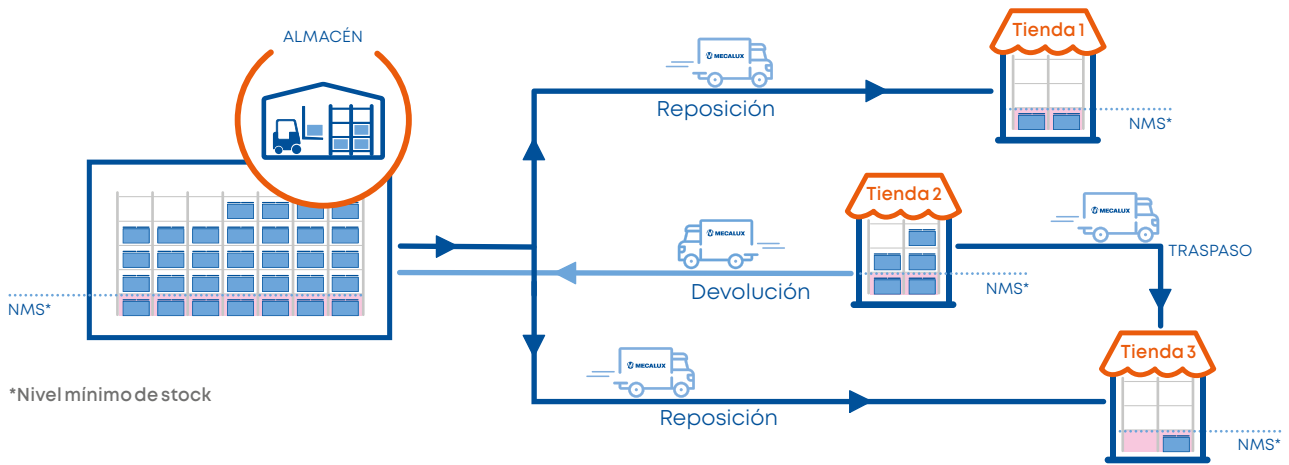 ALMACÉN
Tienda 1
MECALUX
Reposición
NMS*
Tienda 2
MECALUX
MECALUX
TRASPASO
Devolución
NMS*
NMS*
Tienda 3
MECALUX
*Nivel mínimo de stock
Reposición
NMS*